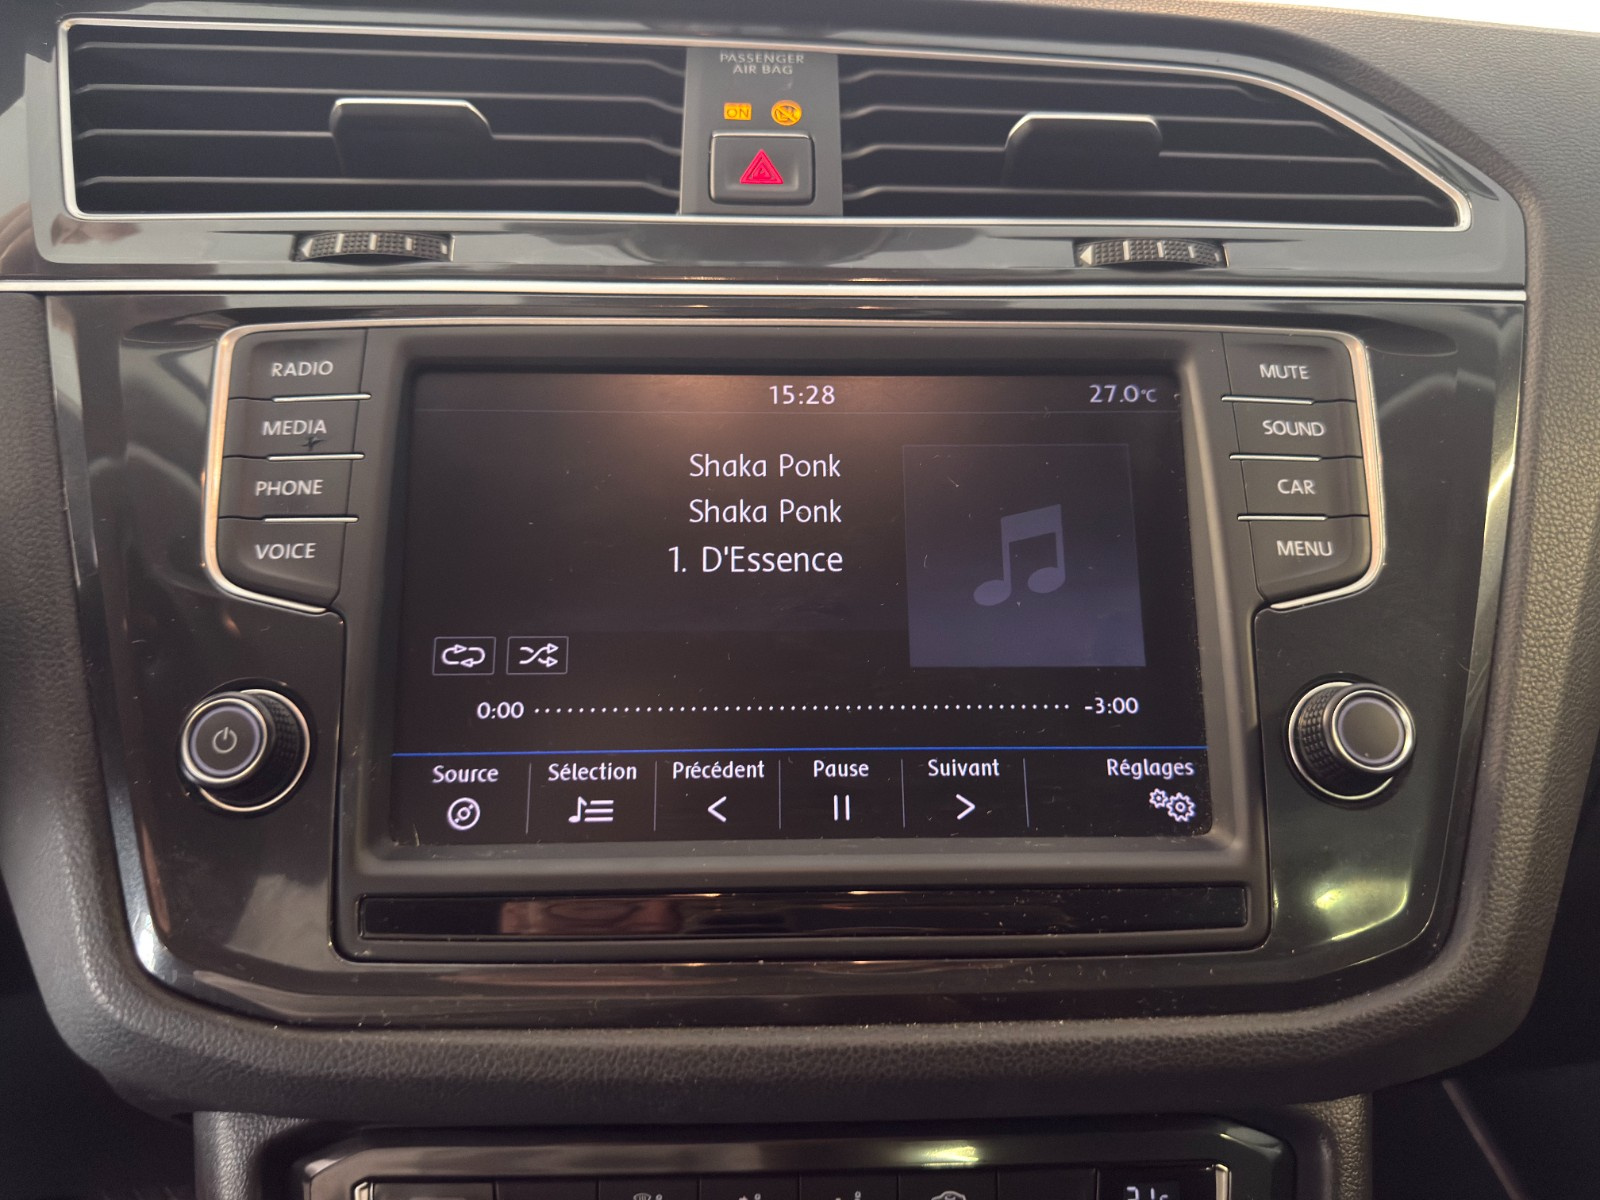 PASSENGER
AIR BAG
ON
RADIO
MEDIA
PHONE
VOICE
15:28
27.0°C
Shaka Ponk
Shaka Ponk
1. D'Essence
0:00
-3:00
Source
Sélection
Précédent
Pause
Suivant
Réglages
MUTE
SOUND
CAR
MENU